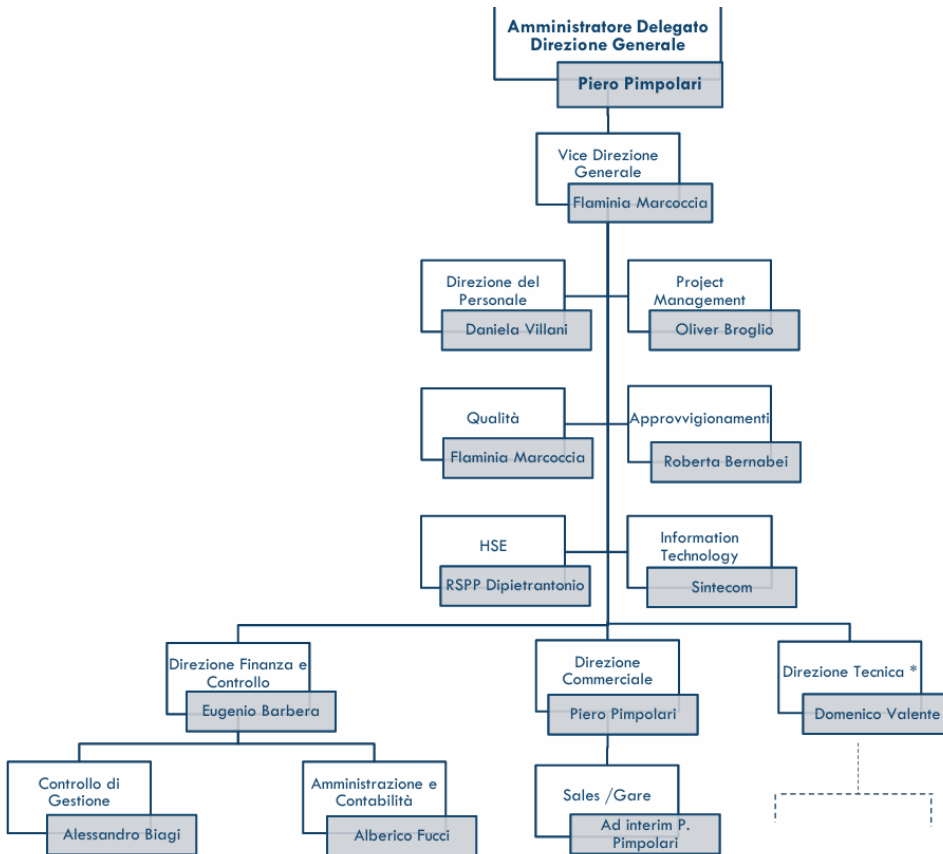 Amministratore Delegato
Direzione Generale
Piero Pimpolari
Vice Direzione
Generale
Flaminia Marcoccia
Direzione del
Personale
Daniela Villani
Project
Management
Oliver Broglio
Qualità
Flaminia Marcoccia
Approvvigionamenti
Roberta Bernabei
HSE
RSPP Dipietrantonio
Information
Technology
Sintecom
Direzione Finanza e
Controllo
Eugenio Barbera
Direzione
Commerciale
Piero Pimpolari
Direzione Tecnica *
Domenico Valente
Controllo di
Gestione
Alessandro Biagi
Amministrazione e
Contabilità
Alberico Fucci
Sales /Gare
Ad interim P.
Pimpolari